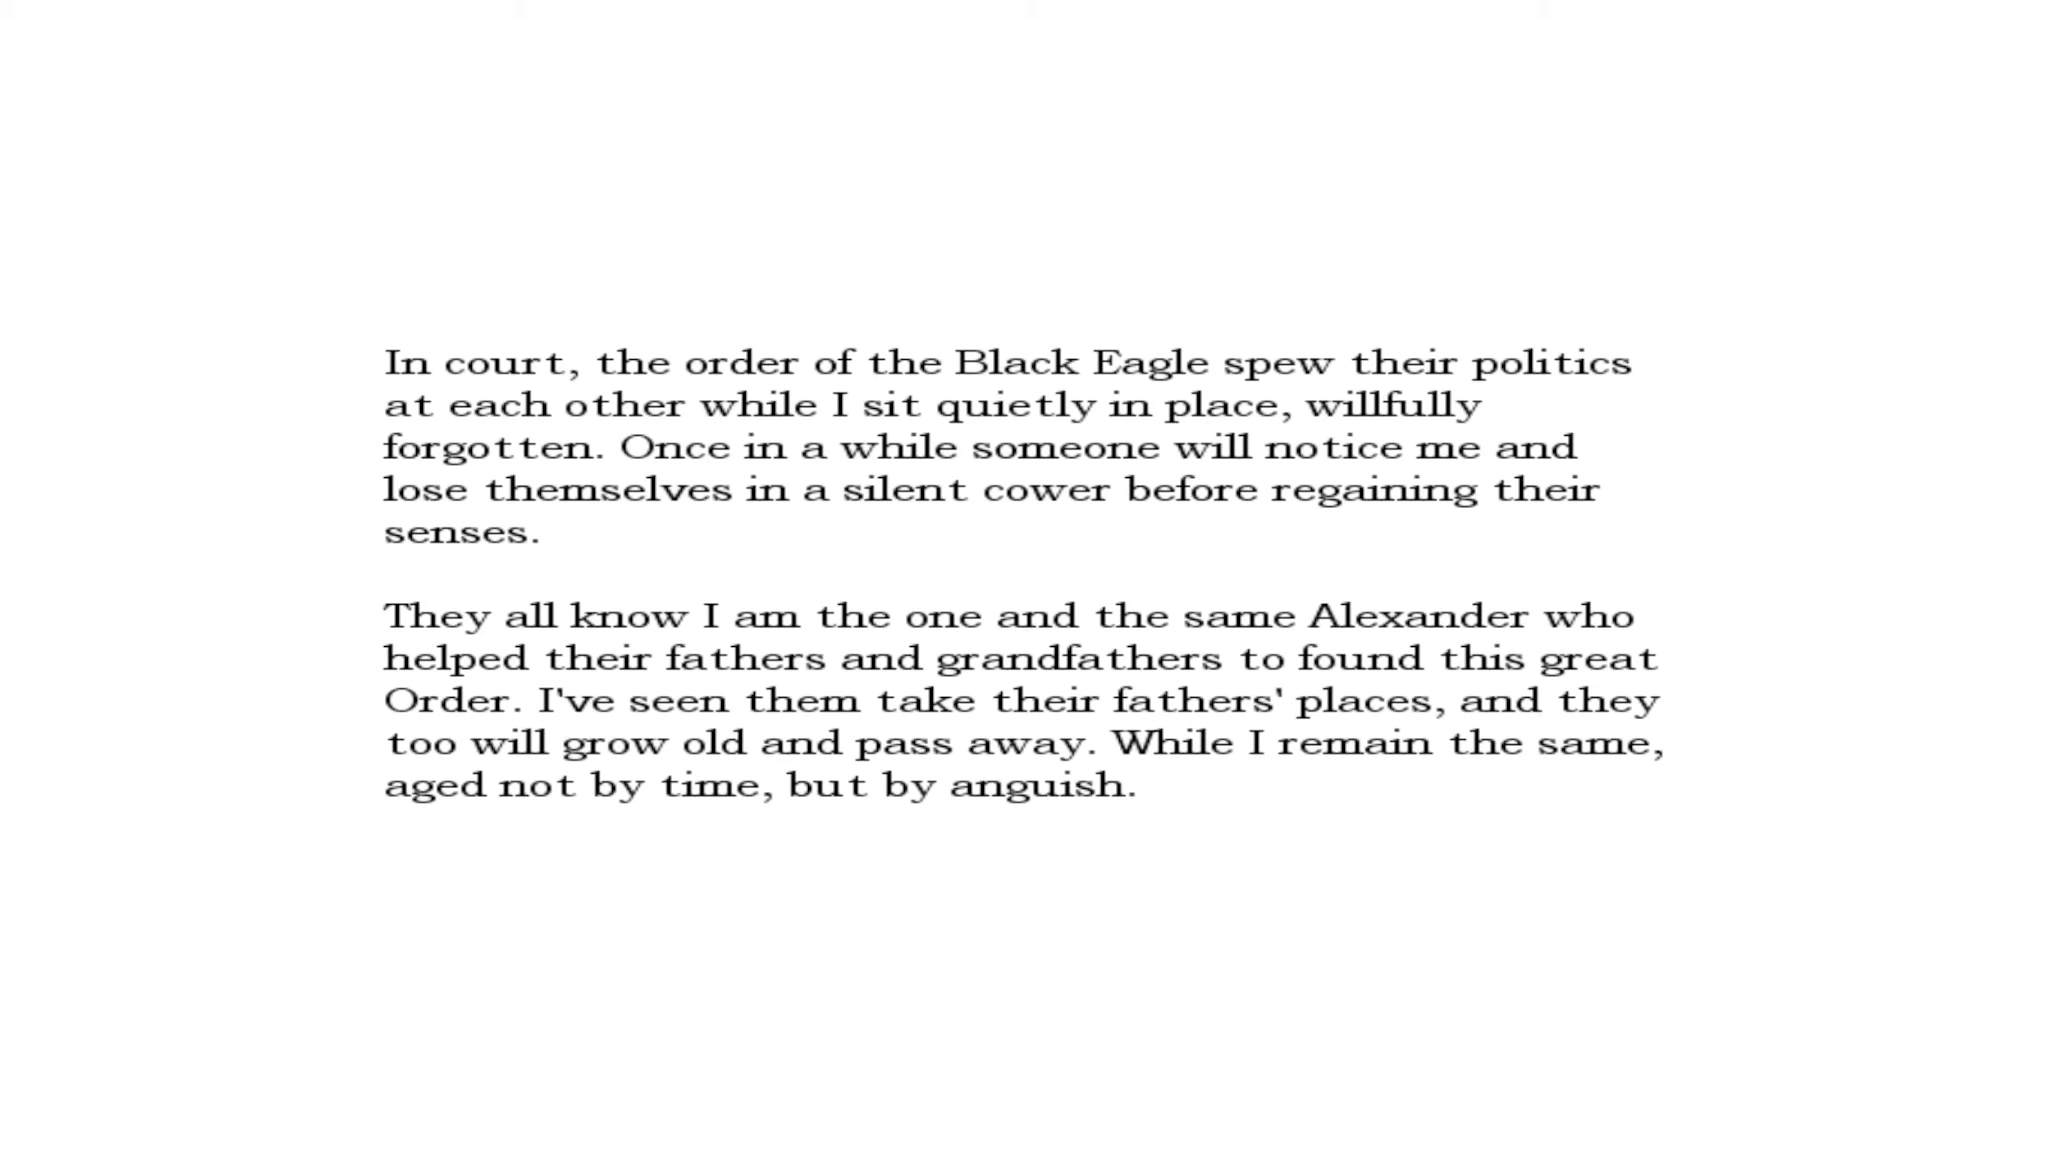 In court, the order of the Black Eagle spew their politics
at each other while I sit quietly in place, willfully
forgotten. Once in a while someone will notice me and
lose themselves in a silent cower before regaining their
senses.
They all know I am the one and the same Alexander who
helped their fathers and grandfathers to found this great
Order. I've seen them take their fathers' places, and they
too will grow old and pass away. While I remain the same,
aged not by time, but by anguish.